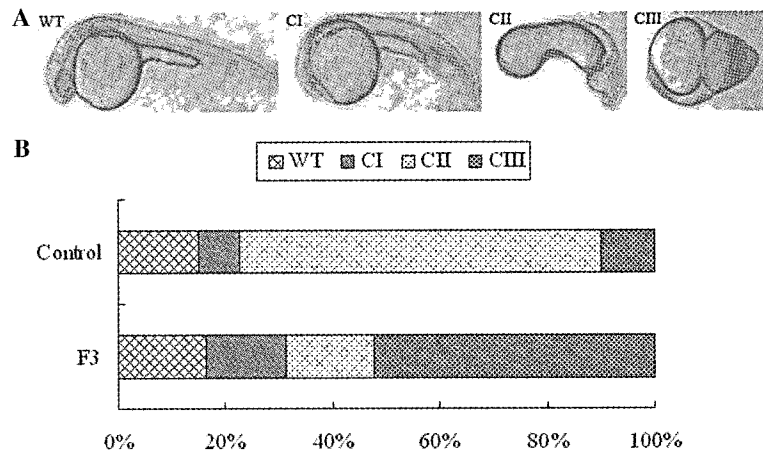 A WT CI CII CIII
B
WT CI CII CIII
Control
F3
0% 20% 40% 60% 80% 100%